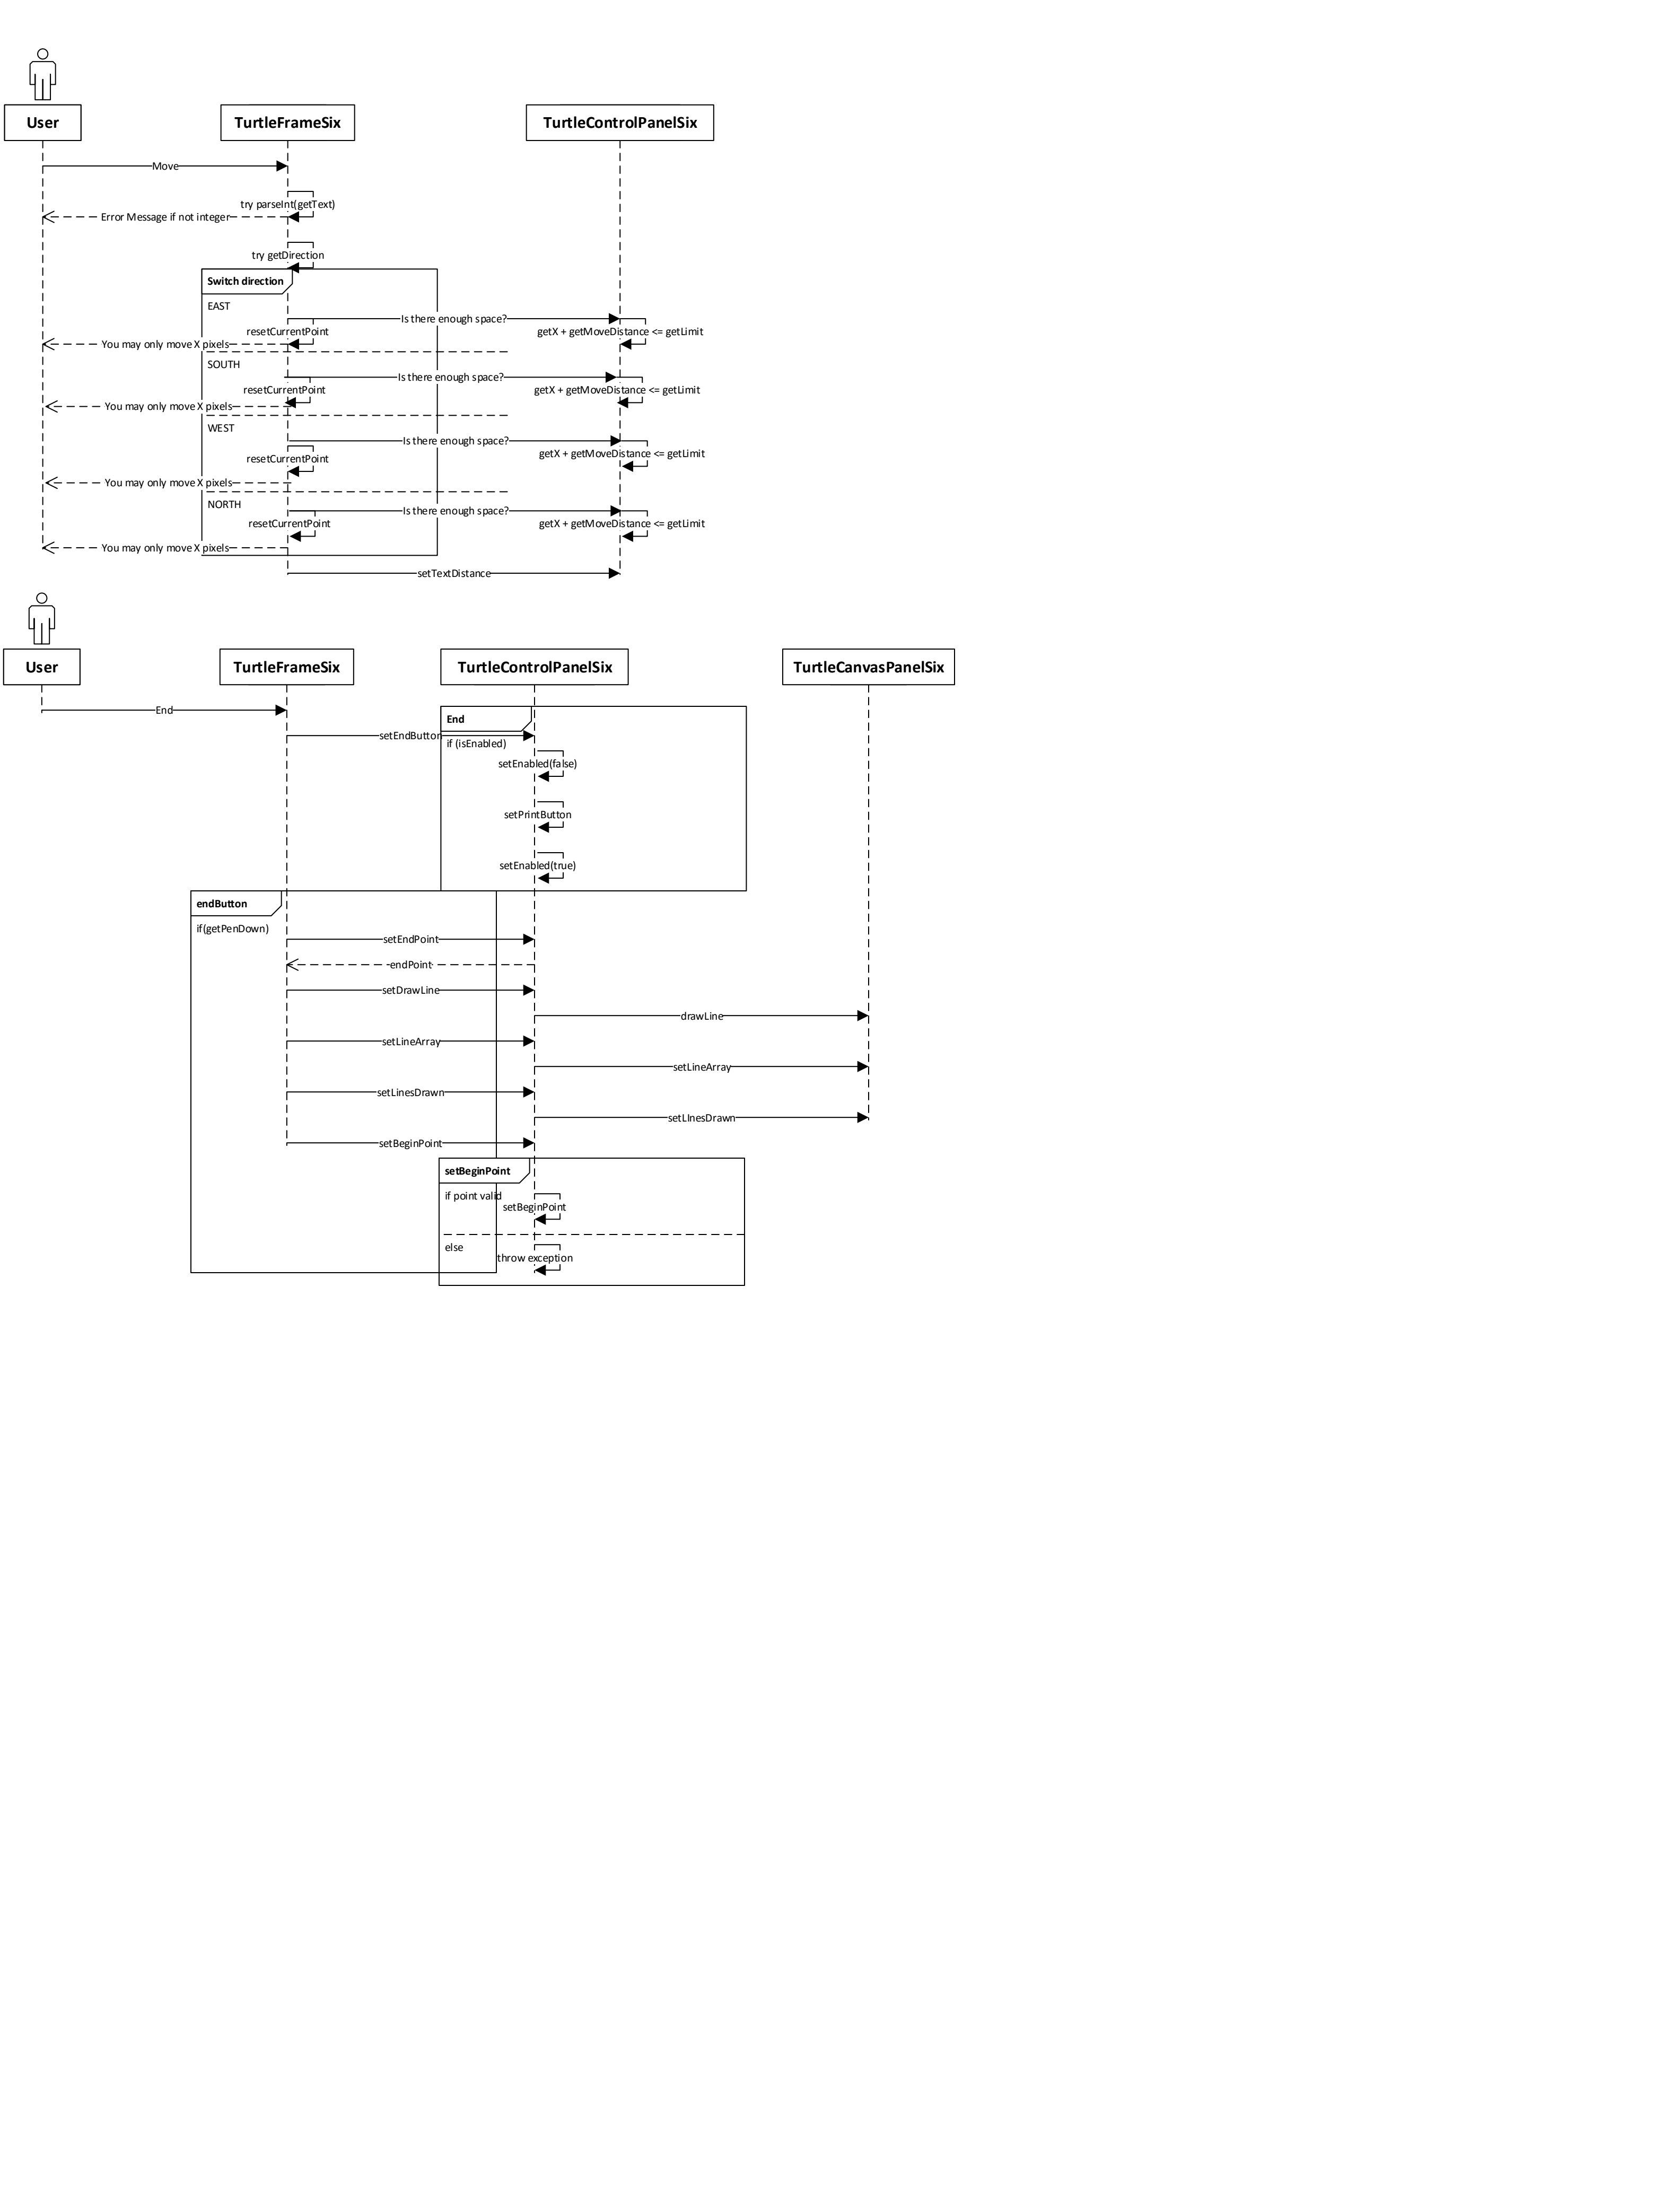 User
TurtleFrameSix
TurtleControlPanelSix
Move
try parseInt(getText)
Error Message if not integer
try getDirection
Switch direction
EAST
Is there enough space?
resetCurrentPoint
getX + getMoveDistance <= getLimit
You may only move X pixels
SOUTH
Is there enough space?
resetCurrentPoint
getX + getMoveDistance <= getLimit
You may only move X pixels
WEST
Is there enough space?
resetCurrentPoint
getX + getMoveDistance <= getLimit
You may only move X pixels
NORTH
Is there enough space?
resetCurrentPoint
getX + getMoveDistance <= getLimit
You may only move X pixels
setTextDistance
User
TurtleFrameSix
TurtleControlPanelSix
TurtleCanvasPanelSix
End
End
setEndButton
if (isEnabled)
setEnabled(false)
setPrintButton
setEnabled(true)
endButton
if(getPenDown)
setEndPoint
endPoint
setDrawLine
drawLine
setLineArray
setLineArray
setLinesDrawn
setLInesDrawn
setBeginPoint
setBeginPoint
if point valid
setBeginPoint
else
throw exception